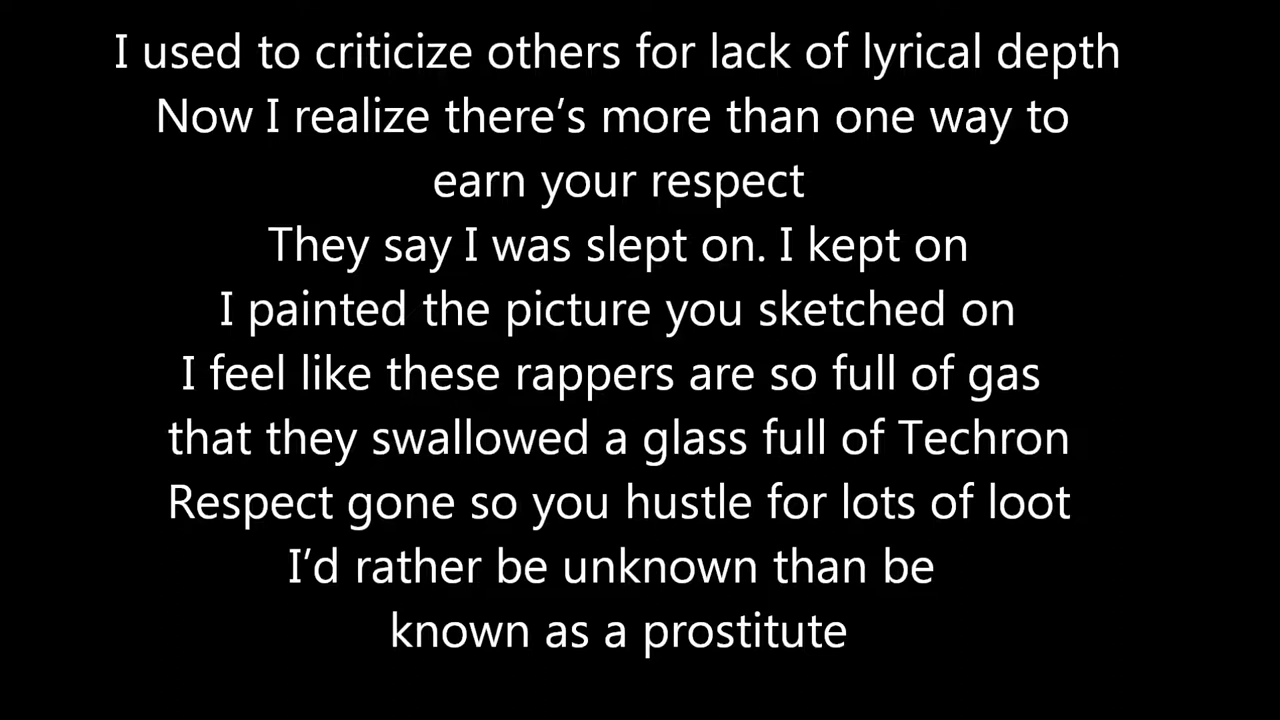 I used to criticize others for lack of lyrical depth
Now I realize there’s more than one way to
earn your respect
They say I was slept on. I kept on
I painted the picture you sketched on
I feel like these rappers are so full of gas
that they swallowed a glass full of Techron
Respect gone so you hustle for lots of loot
I’d rather be unknown than be
known as a prostitute